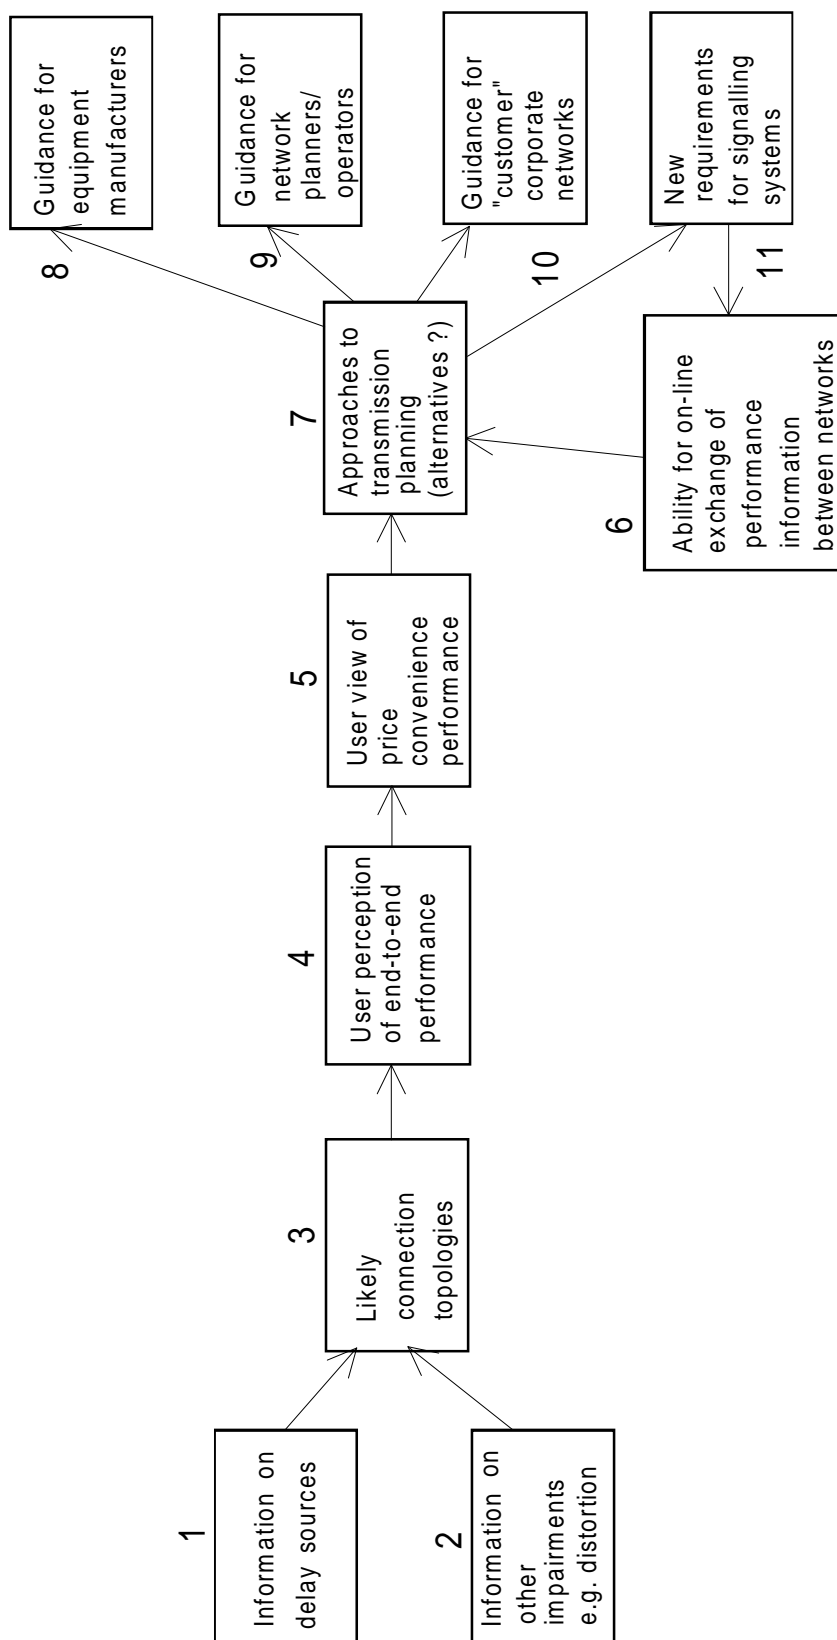 1
Information on
delay sources
2
Information on
other
impairments
e.g. distortion
3
Likely
connection
topologies
4
User perception
of end-to-end
performance
5
User view of
price
convenience
performance
6
Ability for on-line
exchange of
performance
information
between networks
7
Approaches to
transmission
planning
(alternatives ?)
8
Guidance for
equipment
manufacturers
9
Guidance for
network
planners/
operators
Guidance for
"customer"
corporate
networks
10
New
requirements
for signalling
systems
11